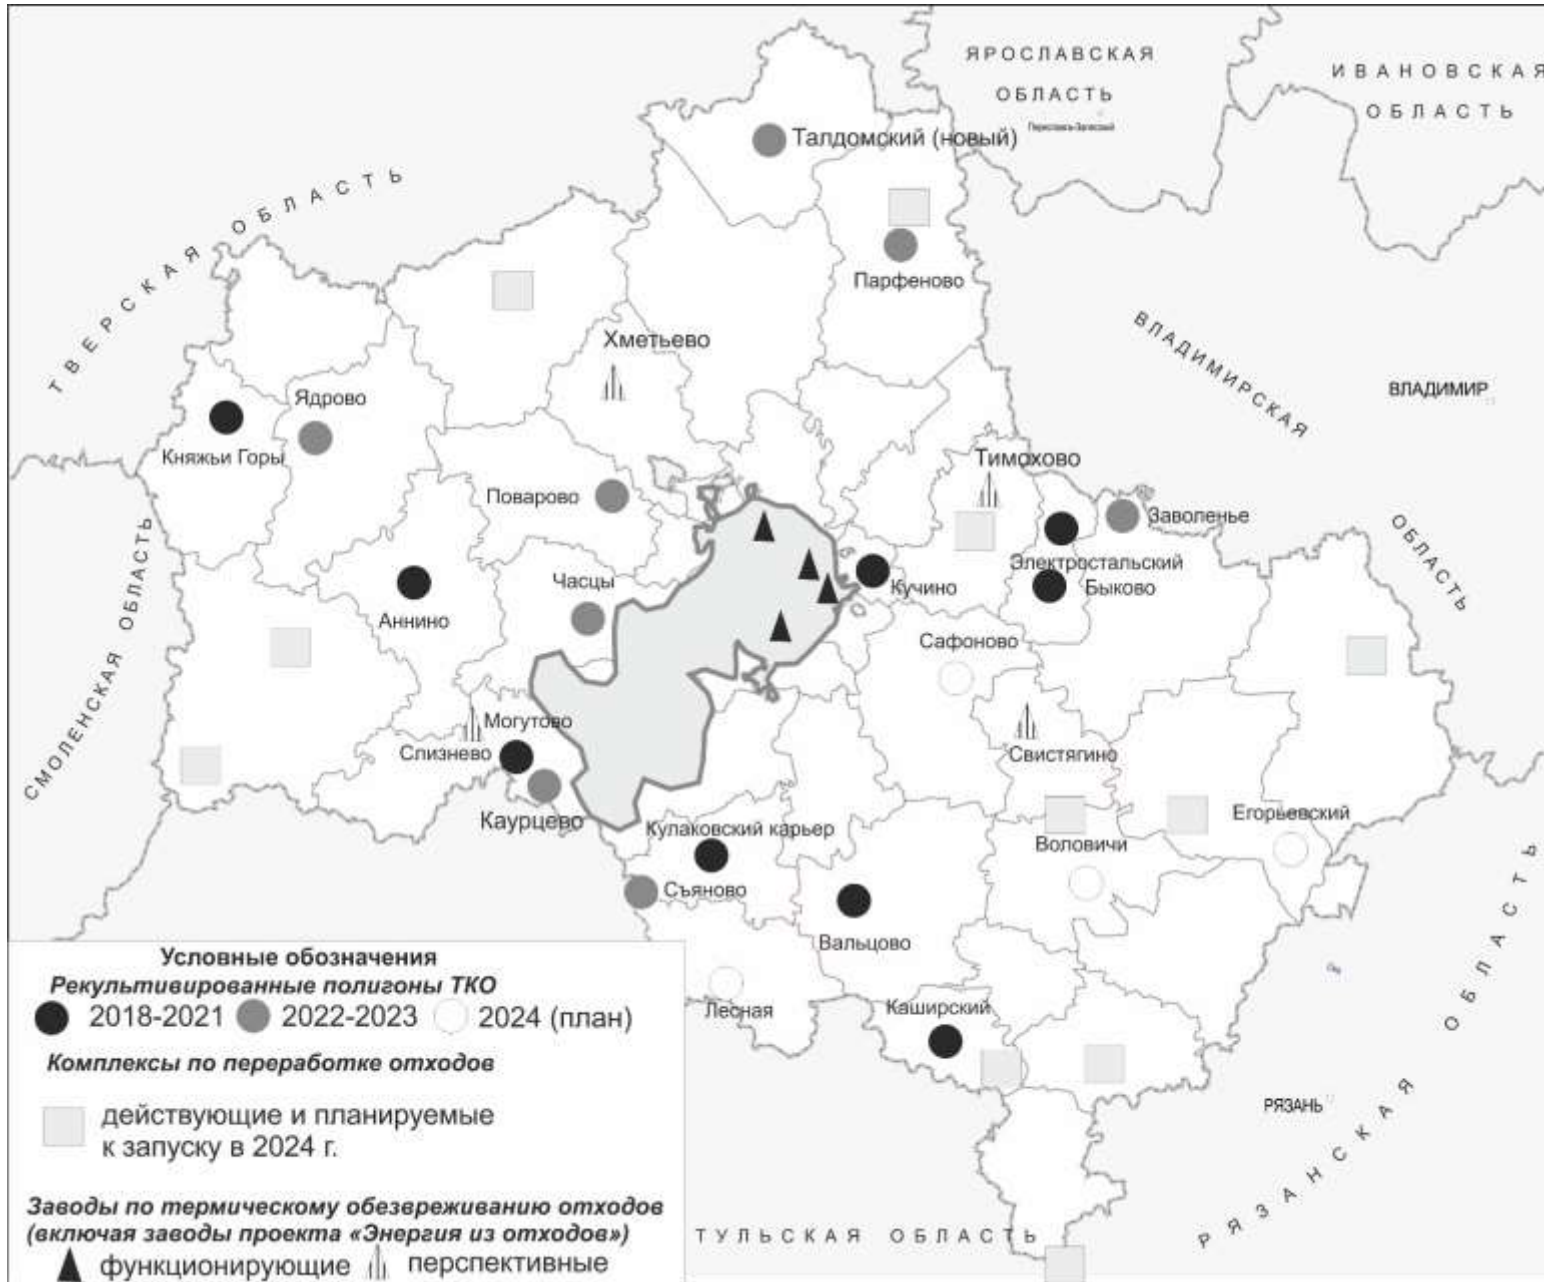 ЯРОСЛАВСКАЯ
ОБЛАСТЬ
Переславль-Залесский
ИВАНОВСКАЯ
ОБЛАСТЬ
Талдомский (новый)
ТВЕРСКАЯ ОБЛАСТЬ
Парфеново
Хметьево
ВЛАДИМИРСКАЯ
ОБЛАСТЬ
ВЛАДИМИР
Ядрово
Княжьи Горы
Тимохово
Поварово
Заволенье
Электростальский
Часцы
Кучино
Быково
Аннино
Сафоново
СМОЛЕНСКАЯ ОБЛАСТЬ
Могутово
Слизнево
Свистягино
Каурцево
Кулаковский карьер
Егорьевский
Воловичи
Съяново
Вальцово
Лесная
Каширский
РЯЗАНЬ
РЯЗАНСКАЯ ОБЛАСТЬ
ТУЛЬСКАЯ ОБЛАСТЬ
Условные обозначения
Рекультивированные полигоны ТКО
2018-2021 2022-2023 2024 (план)
Комплексы по переработке отходов
действующие и планируемые
к запуску в 2024 г.
Заводы по термическому обезвреживанию отходов
(включая заводы проекта «Энергия из отходов»)
функционирующие перспективные